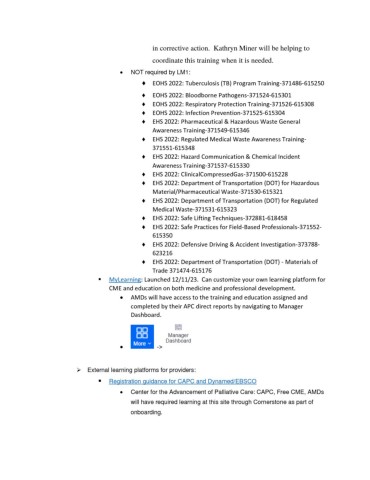 in corrective action. Kathryn Miner will be helping to
coordinate this training when it is needed.
• NOT required by LM1:
♦ EOHS 2022: Tuberculosis (TB) Program Training-371486-615250
♦ EOHS 2022: Bloodborne Pathogens-371524-615301
♦ EOHS 2022: Respiratory Protection Training-371526-615308
♦ EOHS 2022: Infection Prevention-371525-615304
♦ EHS 2022: Pharmaceutical & Hazardous Waste General
Awareness Training-371549-615346
♦ EHS 2022: Regulated Medical Waste Awareness Training-
371551-615348
♦ EHS 2022: Hazard Communication & Chemical Incident
Awareness Training-371537-615330
♦ EHS 2022: ClinicalCompressedGas-371500-615228
♦ EHS 2022: Department of Transportation (DOT) for Hazardous
Material/Pharmaceutical Waste-371530-615321
♦ EHS 2022: Department of Transportation (DOT) for Regulated
Medical Waste-371531-615323
♦ EHS 2022: Safe Lifting Techniques-372881-618458
♦ EHS 2022: Safe Practices for Field-Based Professionals-371552-
615350
♦ EHS 2022: Defensive Driving & Accident Investigation-373788-
623216
♦ EHS 2022: Department of Transportation (DOT) - Materials of
Trade 371474-615176
▪ MyLearning: Launched 12/11/23. Can customize your own learning platform for
CME and education on both medicine and professional development.
• AMDs will have access to the training and education assigned and
completed by their APC direct reports by navigating to Manager
Dashboard.
• More -> Manager
Dashboard
➢ External learning platforms for providers:
▪ Registration guidance for CAPC and Dynamed/EBSCO
• Center for the Advancement of Palliative Care: CAPC, Free CME, AMDs
will have required learning at this site through Cornerstone as part of
onboarding.